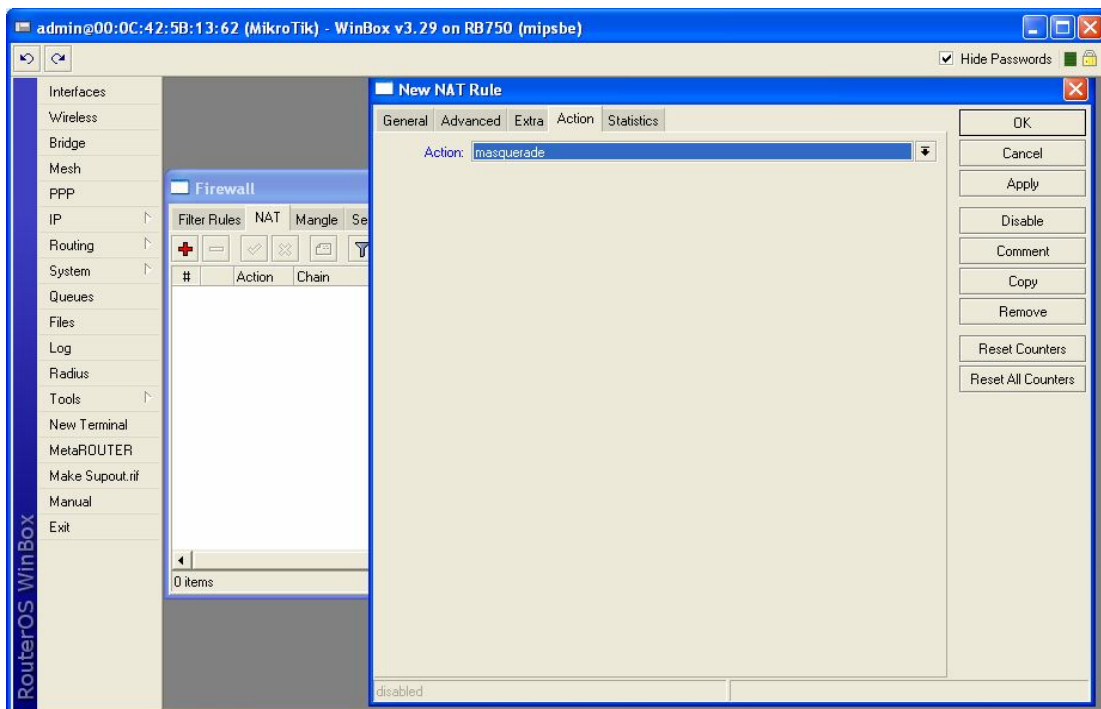 admin@00:0C:42:5B:13:62 (MikroTik) - WinBox v3.29 on RB750 (mipsbe)
Hide Passwords
Interfaces
Wireless
Bridge
Mesh
PPP
IP
Routing
System
Queues
Files
Log
Radius
Tools
New Terminal
MetaROUTER
Make Supout.rif
Manual
Exit
RouterOS WinBox
Firewall
Filter Rules NAT Mangle Se
# Action Chain
0 items
New NAT Rule
General Advanced Extra Action Statistics
Action: masquerade
OK
Cancel
Apply
Disable
Comment
Copy
Remove
Reset Counters
Reset All Counters
disabled